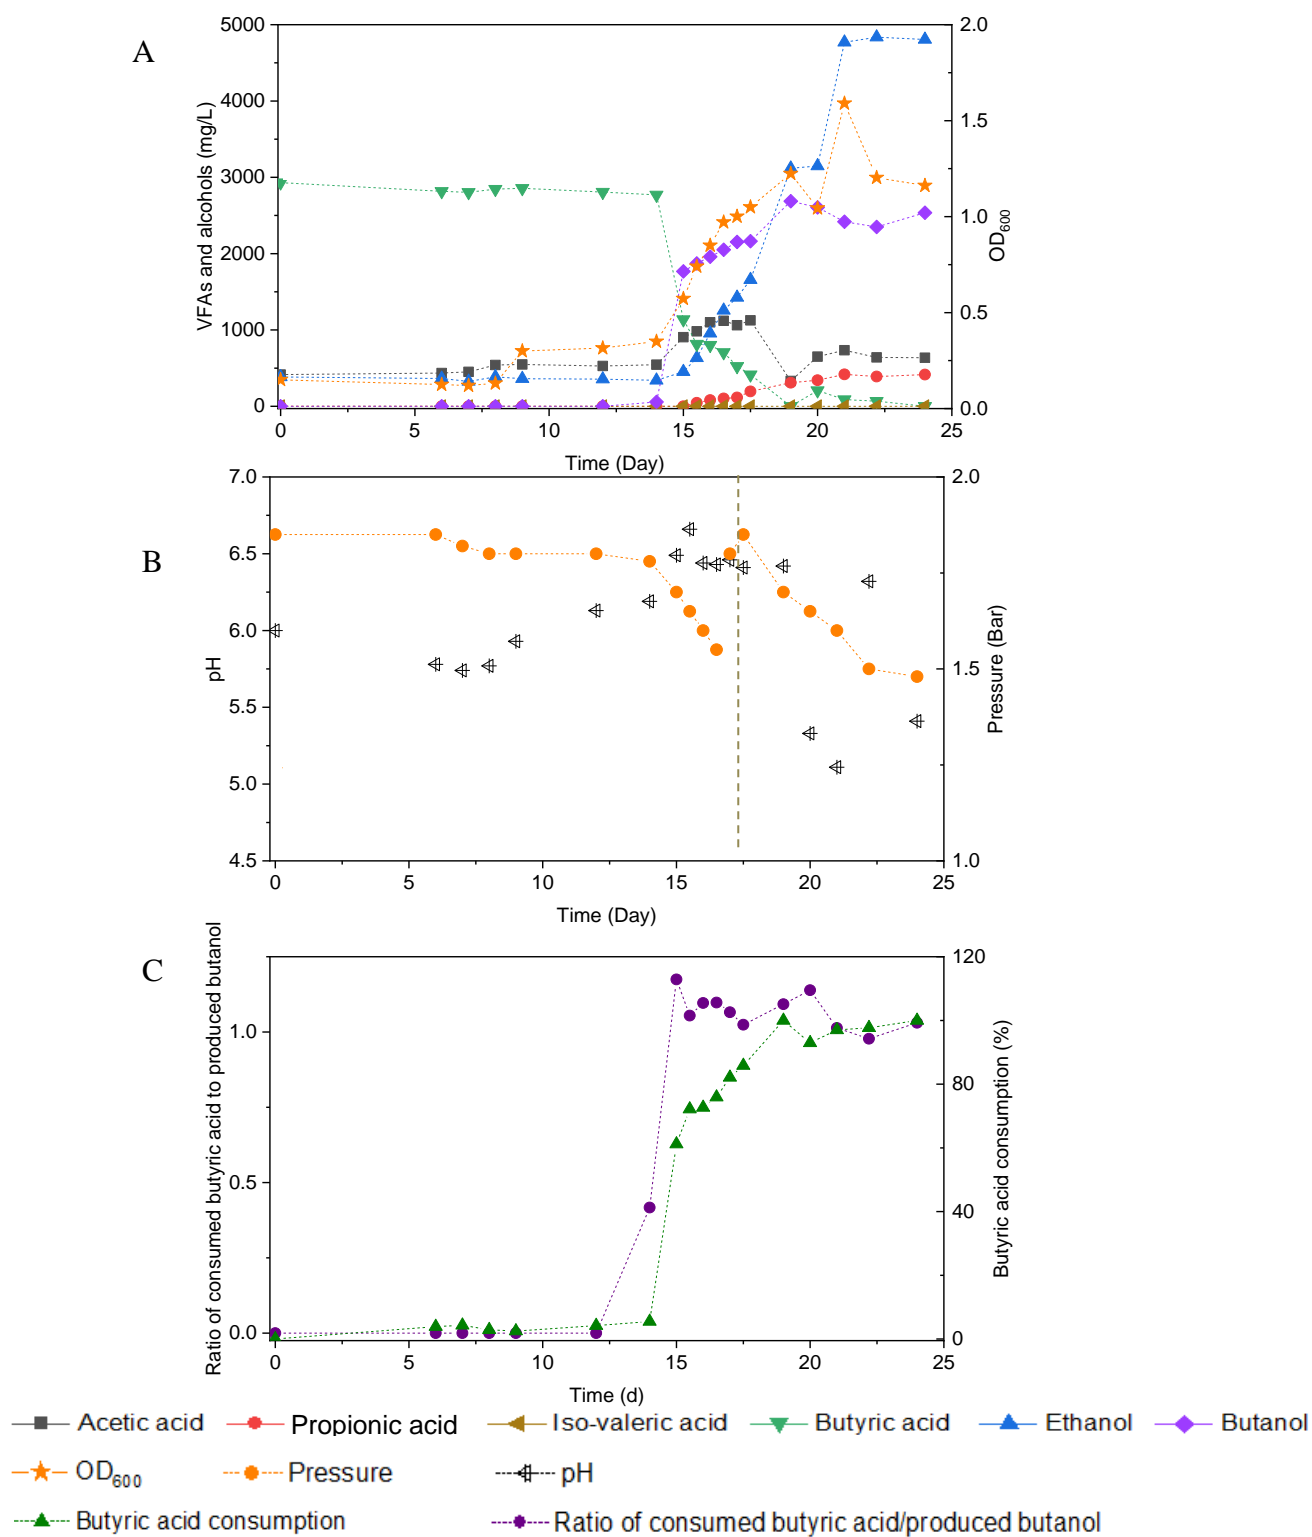 A
5000
4000
3000
2000
1000
0
VFAs and alcohols (mg/L)
2.0
1.5
1.0
0.5
0.0
OD600
0 5 10 15 20 25
Time (Day)
B
7.0
6.5
6.0
5.5
5.0
4.5
pH
2.0
1.5
1.0
Pressure (Bar)
0 5 10 15 20 25
Time (Day)
C
1.0
0.5
0.0
Ratio of consumed butyric acid to produced butanol
120
80
40
0
Butyric acid consumption (%)
0 5 10 15 20 25
Time (d)
Acetic acid Propionic acid Iso-valeric acid Butyric acid Ethanol Butanol
OD600 Pressure pH
Butyric acid consumption Ratio of consumed butyric acid/produced butanol